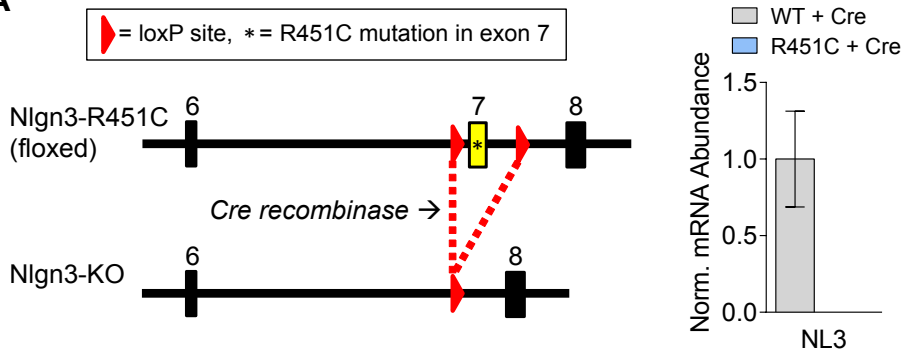 A
= loxP site, * = R451C mutation in exon 7
Nlgn3-R451C
(floxed)
6
7
8
*
Cre recombinase →
Nlgn3-KO
6
8
WT + Cre
R451C + Cre
Norm. mRNA Abundance
1.5
1.0
0.5
0.0
NL3